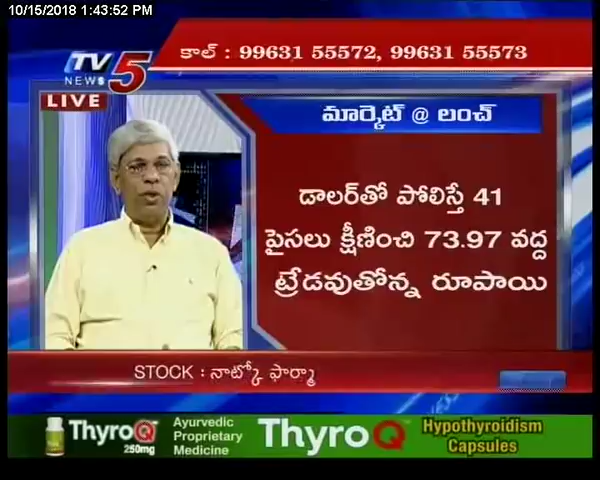 10/15/2018 1:43:52 PM
కాల్ : 99631 55572, 99631 55573
TV5
NEWS
LIVE
మార్కెట్ @ లంచ్
డాలర్‌తో పోలిస్తే 41
పైసలు క్షీణించి 73.97 వద్ద
ట్రేడవుతోన్న రూపాయి
STOCK : నాట్కో ఫార్మా
ThyroQ
250mg
Ayurvedic
Proprietary
Medicine
ThyroQ
Hypothyroidism
Capsules